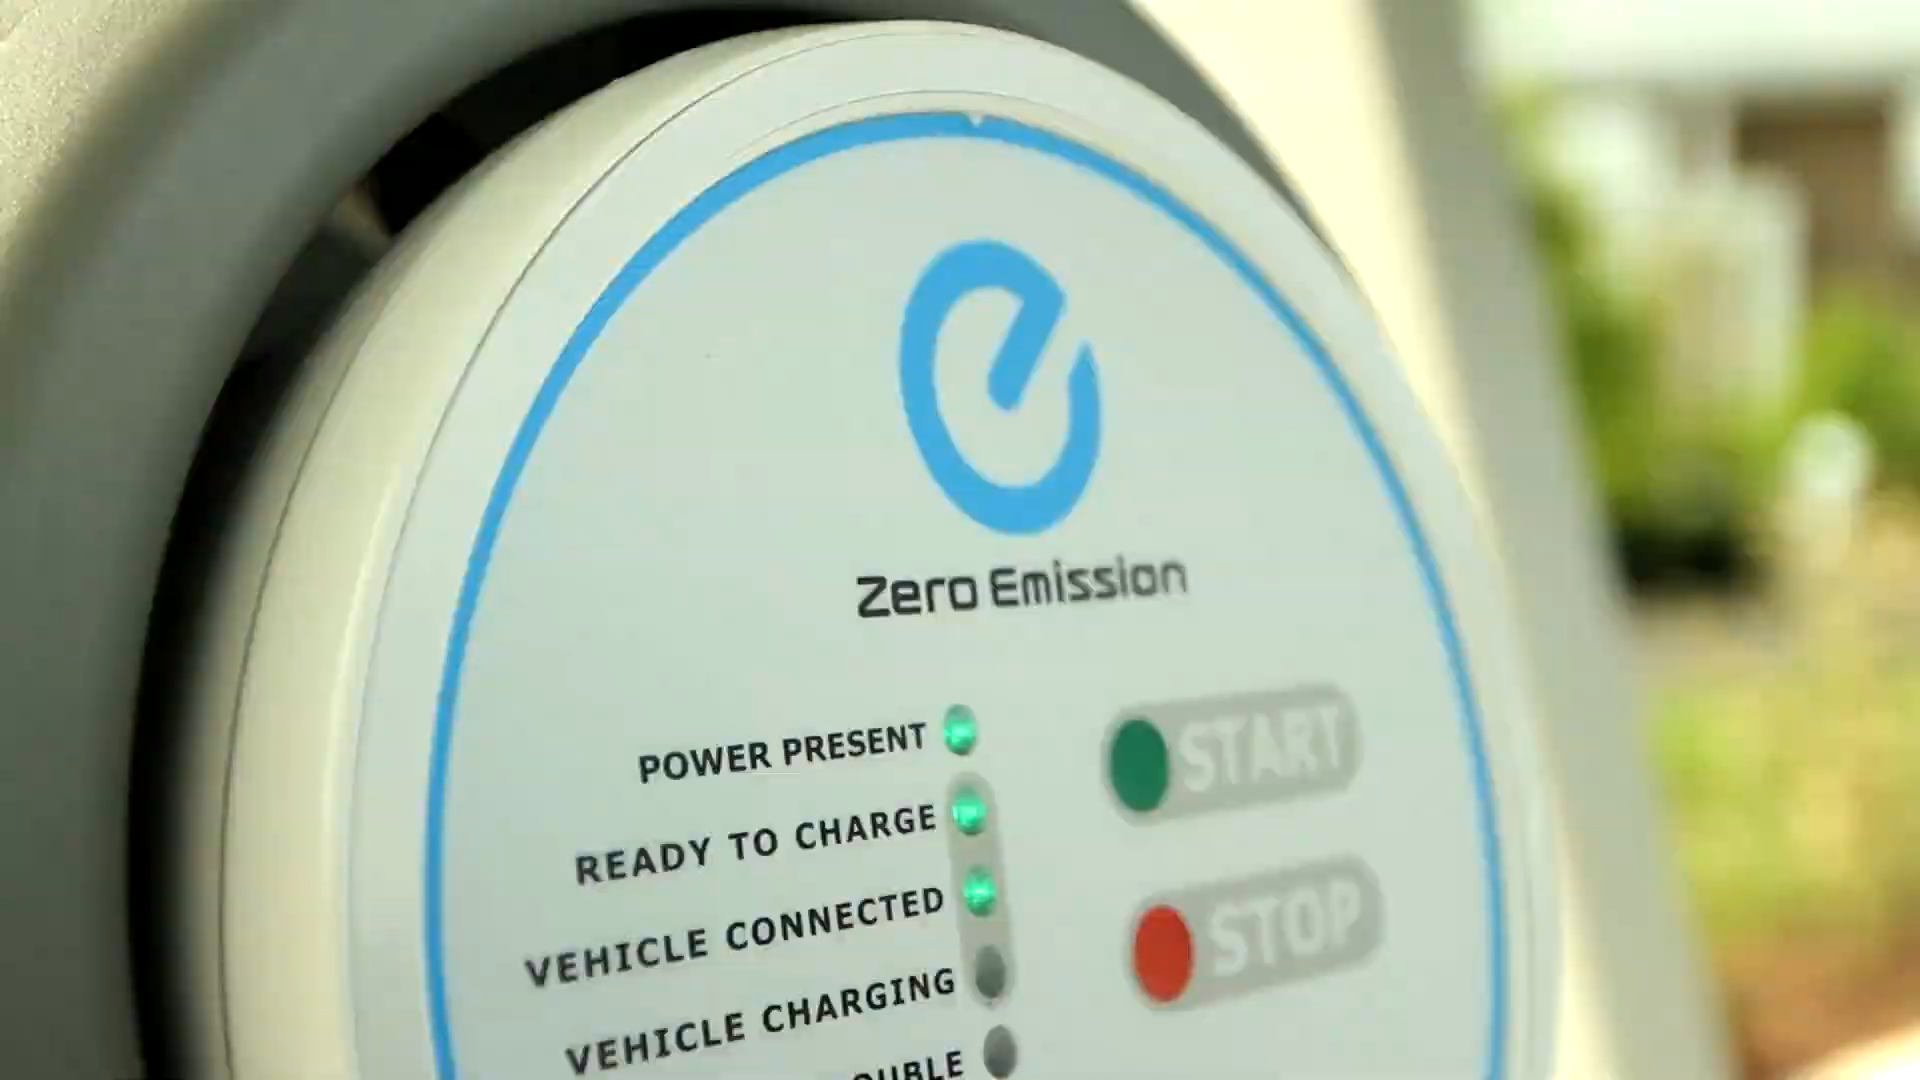 Zero Emission
POWER PRESENT
START
READY TO CHARGE
VEHICLE CONNECTED
STOP
VEHICLE CHARGING